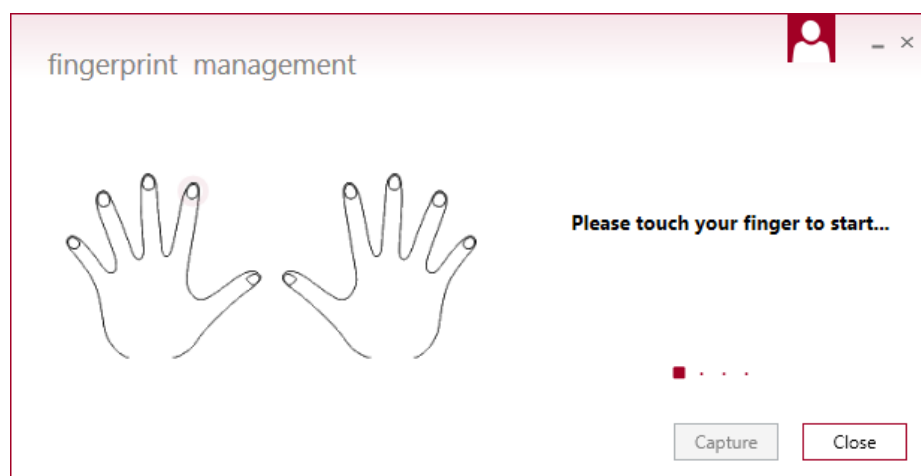 fingerprint management
Please touch your finger to start...
Capture
Close